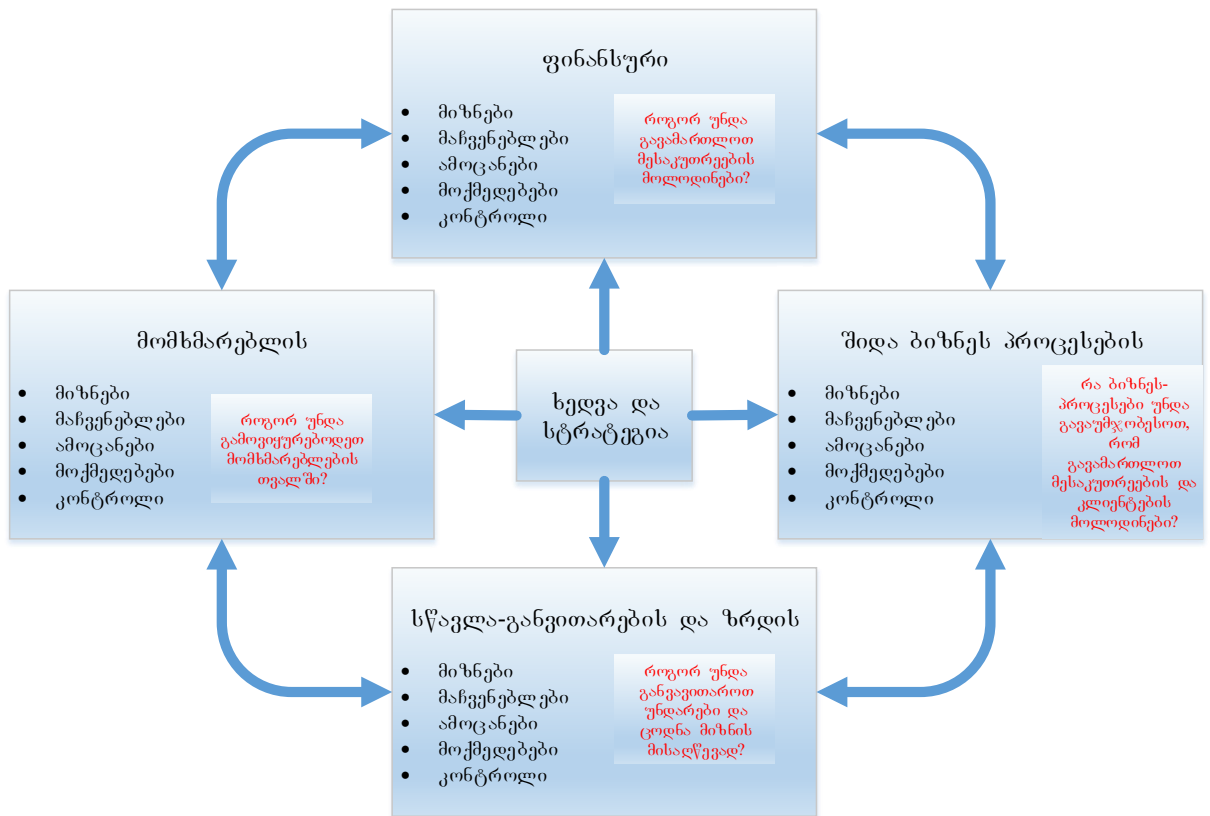 ფინანსური
• მიზნები
• მაჩვენებლები
• ამოცანები
• მოქმედებები
• კონტროლი
როგორ უნდა
გავამართლოთ
მესაკუთრეების
მოლოდინები?
მომხმარებლის
• მიზნები
• მაჩვენებლები
• ამოცანები
• მოქმედებები
• კონტროლი
როგორ უნდა
გამოვიყურებოდეთ
მომხმარებლების
თვალში?
ხედვა და
სტრატეგია
შიდა ბიზნეს პროცესების
• მიზნები
• მაჩვენებლები
• ამოცანები
• მოქმედებები
• კონტროლი
რა ბიზნეს-
პროცესები უნდა
გავაუმჯობესოთ,
რომ
გავამართლოთ
მესაკუთრეების და
კლიენტების
მოლოდინები?
სწავლა-განვითარების და ზრდის
• მიზნები
• მაჩვენებლები
• ამოცანები
• მოქმედებები
• კონტროლი
როგორ უნდა
განვავითაროთ
უნდარები და
ცოდნა მიზნის
მისაღწევად?